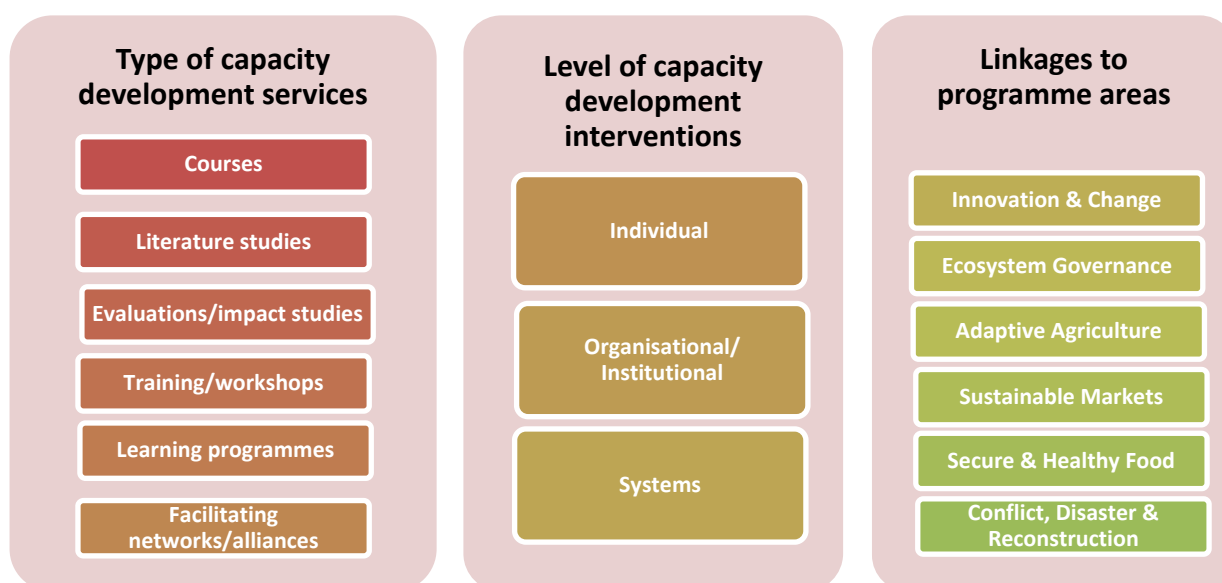 Type of capacity
development services
Courses
Literature studies
Evaluations/impact studies
Training/workshops
Learning programmes
Facilitating
networks/alliances
Level of capacity
development
interventions
Individual
Organisational/
Institutional
Systems
Linkages to
programme areas
Innovation & Change
Ecosystem Governance
Adaptive Agriculture
Sustainable Markets
Secure & Healthy Food
Conflict, Disaster &
Reconstruction